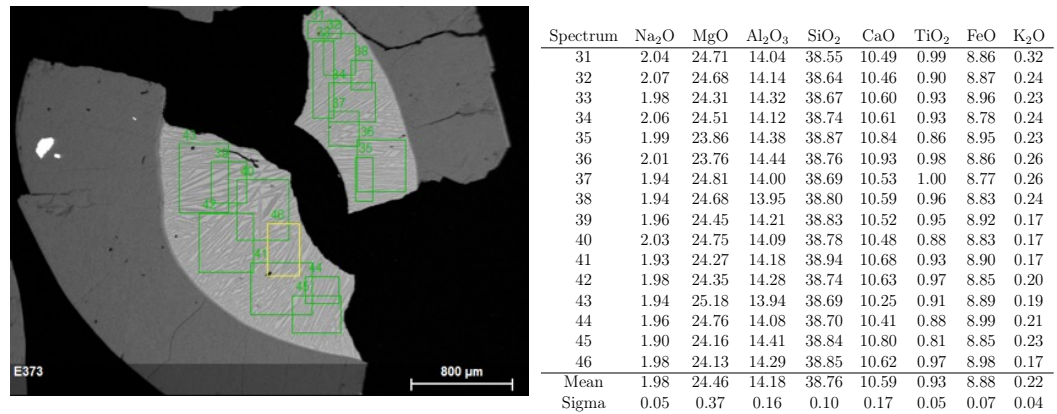 31
38
34
37
36
35
43
39
40
42
46
41
44
45
E373
800 µm
Spectrum Na₂O MgO Al₂O₃ SiO₂ CaO TiO₂ FeO K₂O
31 2.04 24.71 14.04 38.55 10.49 0.99 8.86 0.32
32 2.07 24.68 14.14 38.64 10.46 0.90 8.87 0.24
33 1.98 24.31 14.32 38.67 10.60 0.93 8.96 0.23
34 2.06 24.51 14.12 38.74 10.61 0.93 8.78 0.24
35 1.99 23.86 14.38 38.87 10.84 0.86 8.95 0.23
36 2.01 23.76 14.44 38.76 10.93 0.98 8.86 0.26
37 1.94 24.81 14.00 38.69 10.53 1.00 8.77 0.26
38 1.94 24.68 13.95 38.80 10.59 0.96 8.83 0.24
39 1.96 24.45 14.21 38.83 10.52 0.95 8.92 0.17
40 2.03 24.75 14.09 38.78 10.48 0.88 8.83 0.17
41 1.93 24.27 14.18 38.94 10.68 0.93 8.90 0.17
42 1.98 24.35 14.28 38.74 10.63 0.97 8.85 0.20
43 1.94 25.18 13.94 38.69 10.25 0.91 8.89 0.19
44 1.96 24.76 14.08 38.70 10.41 0.88 8.99 0.21
45 1.90 24.16 14.41 38.84 10.80 0.81 8.85 0.23
46 1.98 24.13 14.29 38.85 10.62 0.97 8.98 0.17
Mean 1.98 24.46 14.18 38.76 10.59 0.93 8.88 0.22
Sigma 0.05 0.37 0.16 0.10 0.17 0.05 0.07 0.04